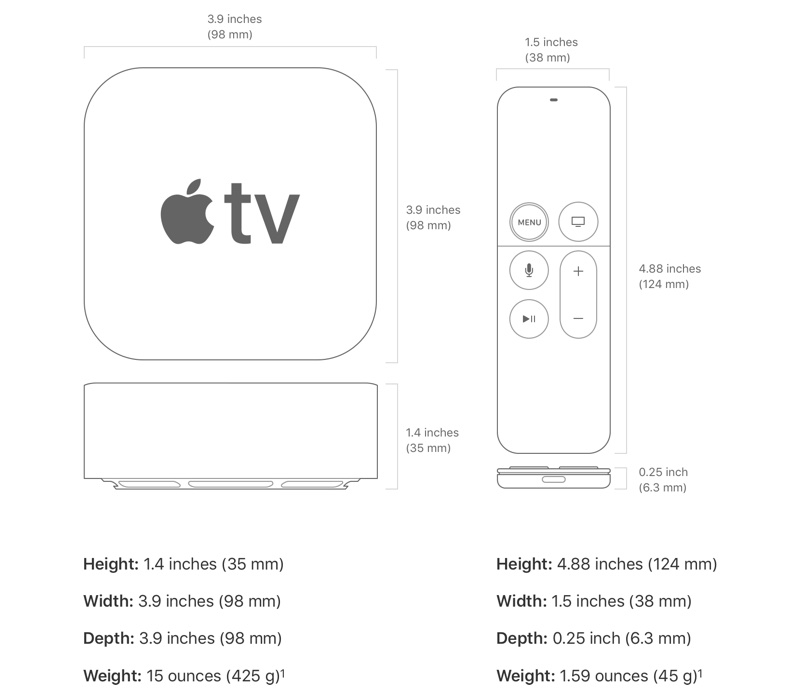 3.9 inches
(98 mm)
1.5 inches
(38 mm)
tv
3.9 inches
(98 mm)
MENU
4.88 inches
(124 mm)
1.4 inches
(35 mm)
0.25 inch
(6.3 mm)
Height: 1.4 inches (35 mm)
Width: 3.9 inches (98 mm)
Depth: 3.9 inches (98 mm)
Weight: 15 ounces (425 g)¹
Height: 4.88 inches (124 mm)
Width: 1.5 inches (38 mm)
Depth: 0.25 inch (6.3 mm)
Weight: 1.59 ounces (45 g)¹